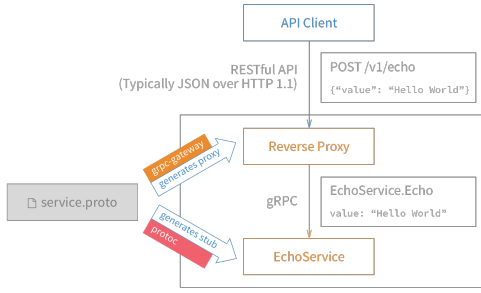 API Client
RESTful API
(Typically JSON over HTTP 1.1)
POST /v1/echo
{“value”: “Hello World”}
grpc-gateway
generates proxy
Reverse Proxy
service.proto
gRPC
EchoService.Echo
value: “Hello World”
generates stub
protoc
EchoService